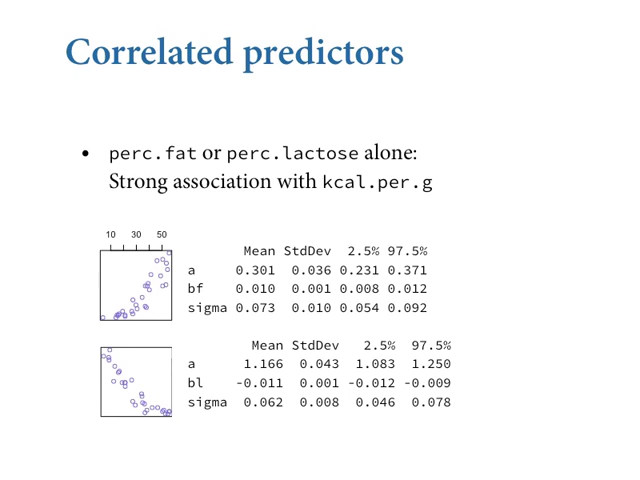 Correlated predictors
• perc.fat or perc.lactose alone:
Strong association with kcal.per.g
10 30 50
Mean StdDev 2.5% 97.5%
a 0.301 0.036 0.231 0.371
bf 0.010 0.001 0.008 0.012
sigma 0.073 0.010 0.054 0.092
Mean StdDev 2.5% 97.5%
a 1.166 0.043 1.083 1.250
bl -0.011 0.001 -0.012 -0.009
sigma 0.062 0.008 0.046 0.078